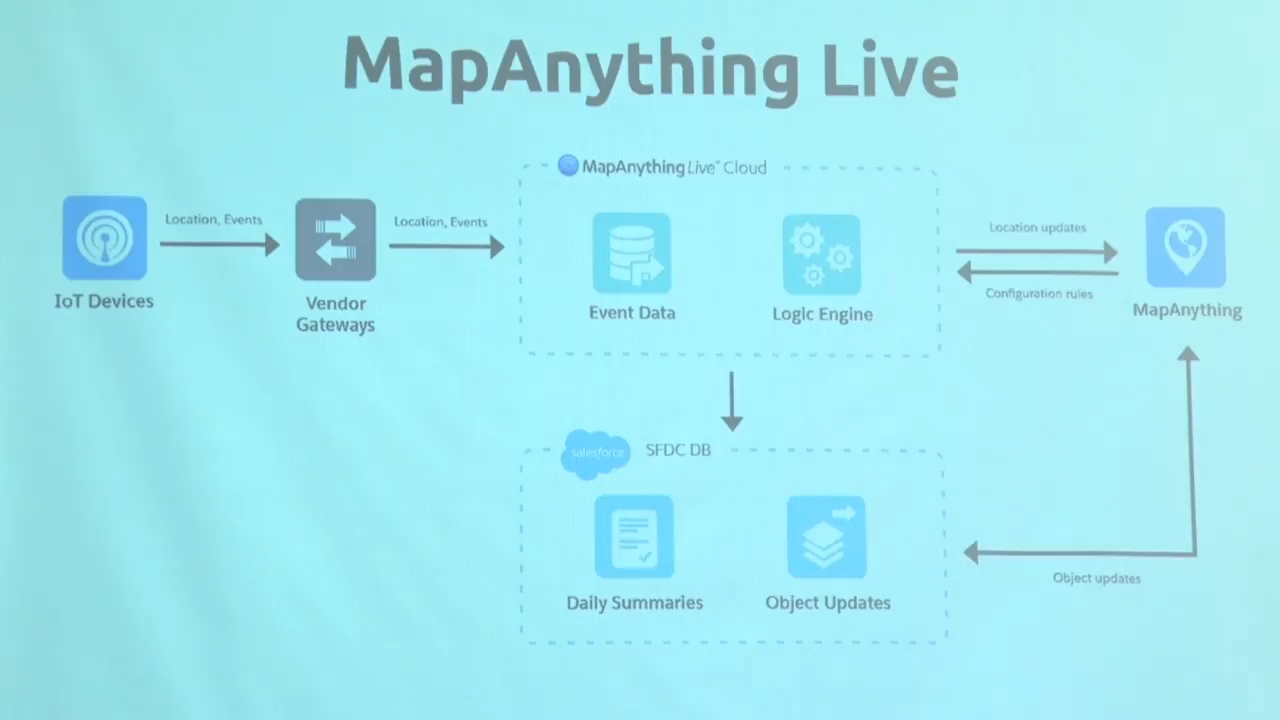 MapAnything Live
MapAnything Live™ Cloud
Location, Events
Location, Events
IoT Devices
Vendor
Gateways
Event Data
Logic Engine
Location updates
Configuration rules
MapAnything
salesforce
SFDC DB
Daily Summaries
Object Updates
Object updates